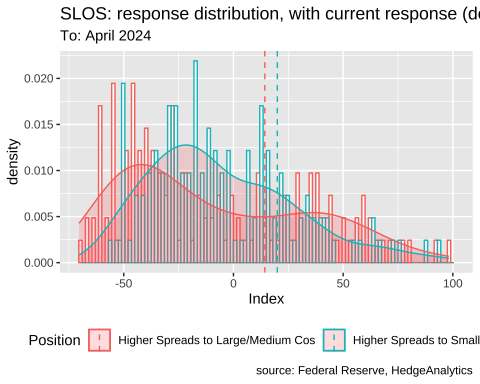 SLOS: response distribution, with current response (de
To: April 2024
0.020
0.015
0.010
0.005
0.000
density
-50 0 50 100
Index
Position Higher Spreads to Large/Medium Cos Higher Spreads to Small
source: Federal Reserve, HedgeAnalytics